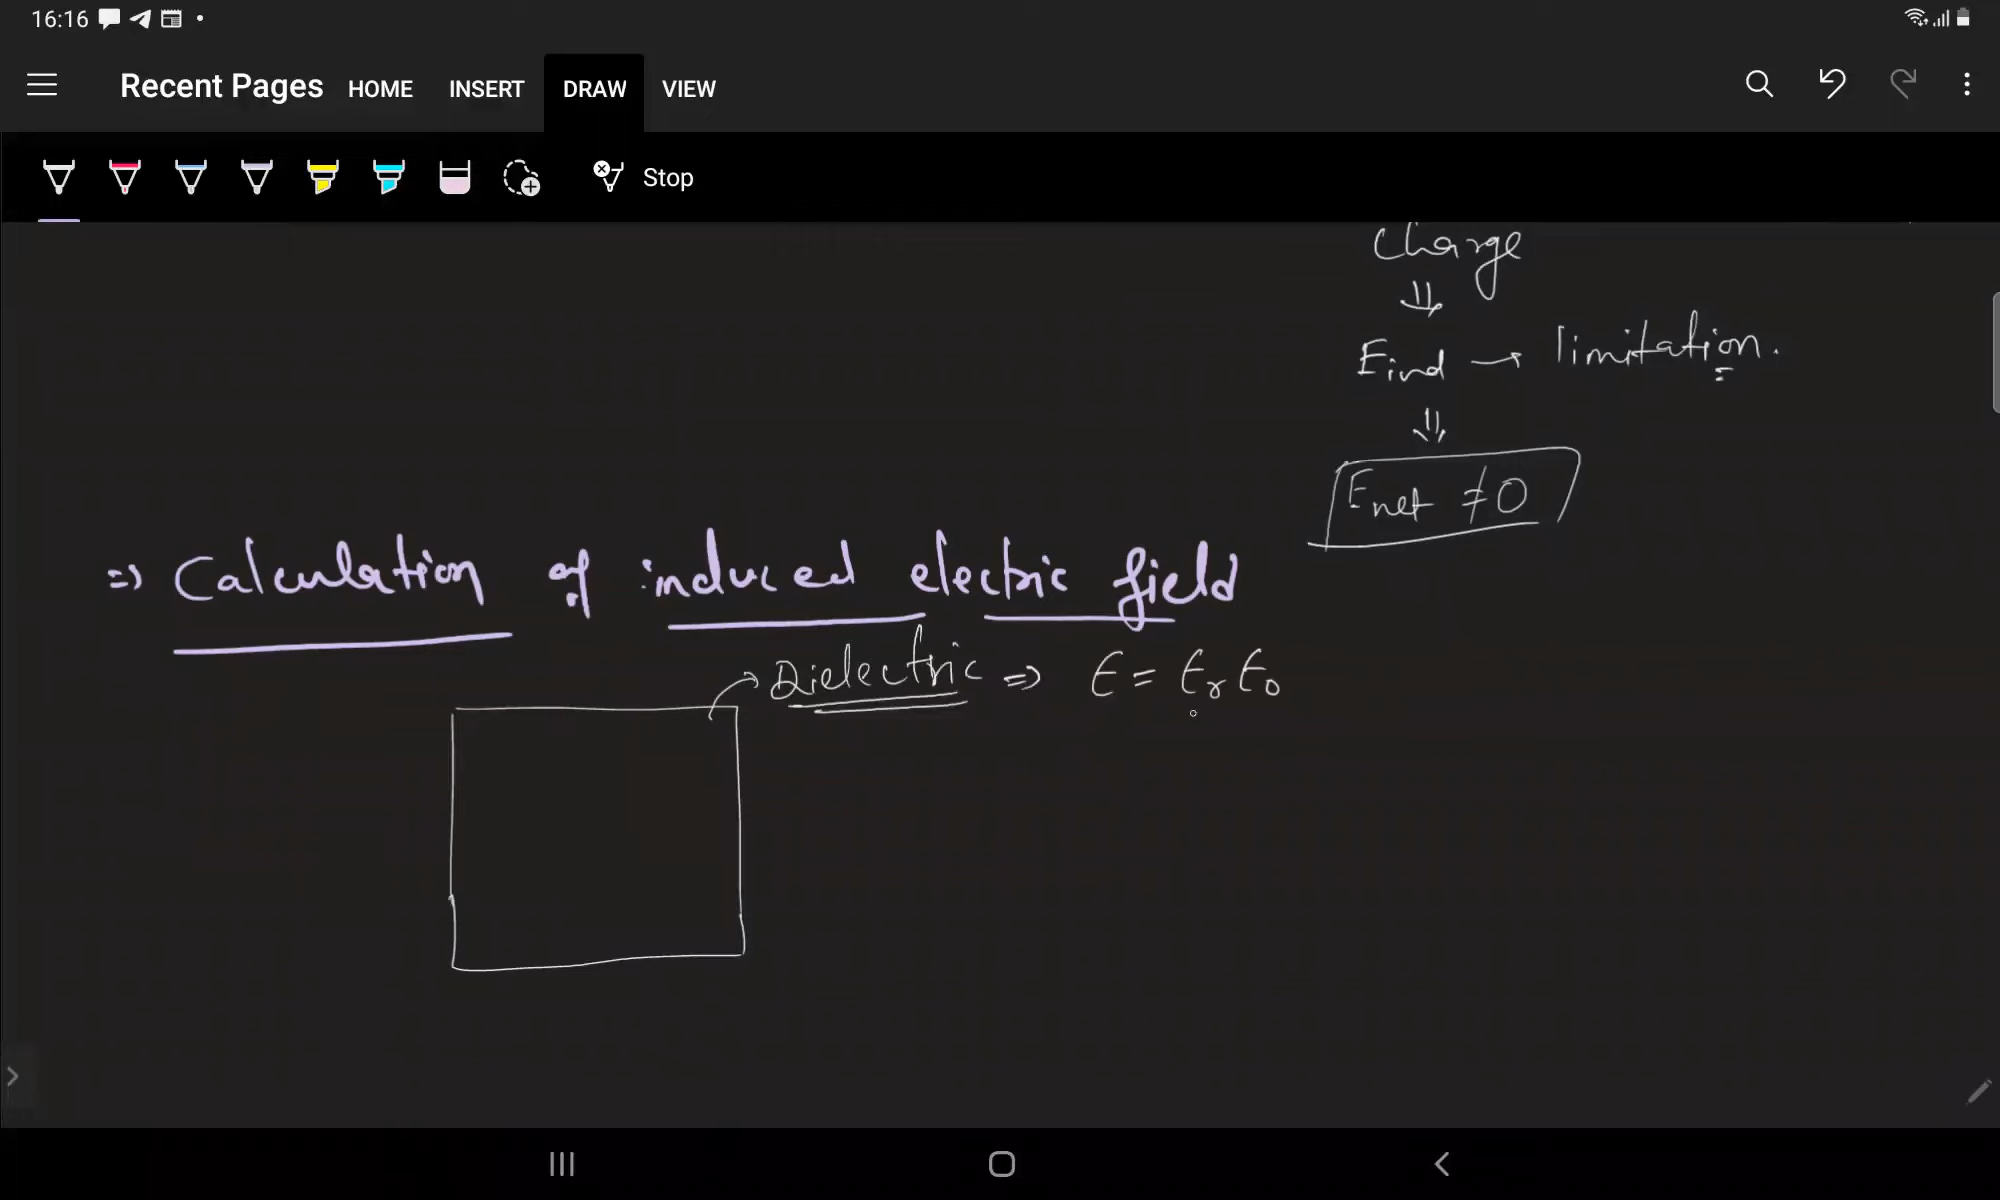 16:16
Recent Pages HOME INSERT DRAW VIEW
Stop
Charge
⇓
Eind → limitation.
⇓
Enet ≠ 0
⇒ Calculation of induced electric field
Dielectric ⇒ ϵ = ϵr ϵ0